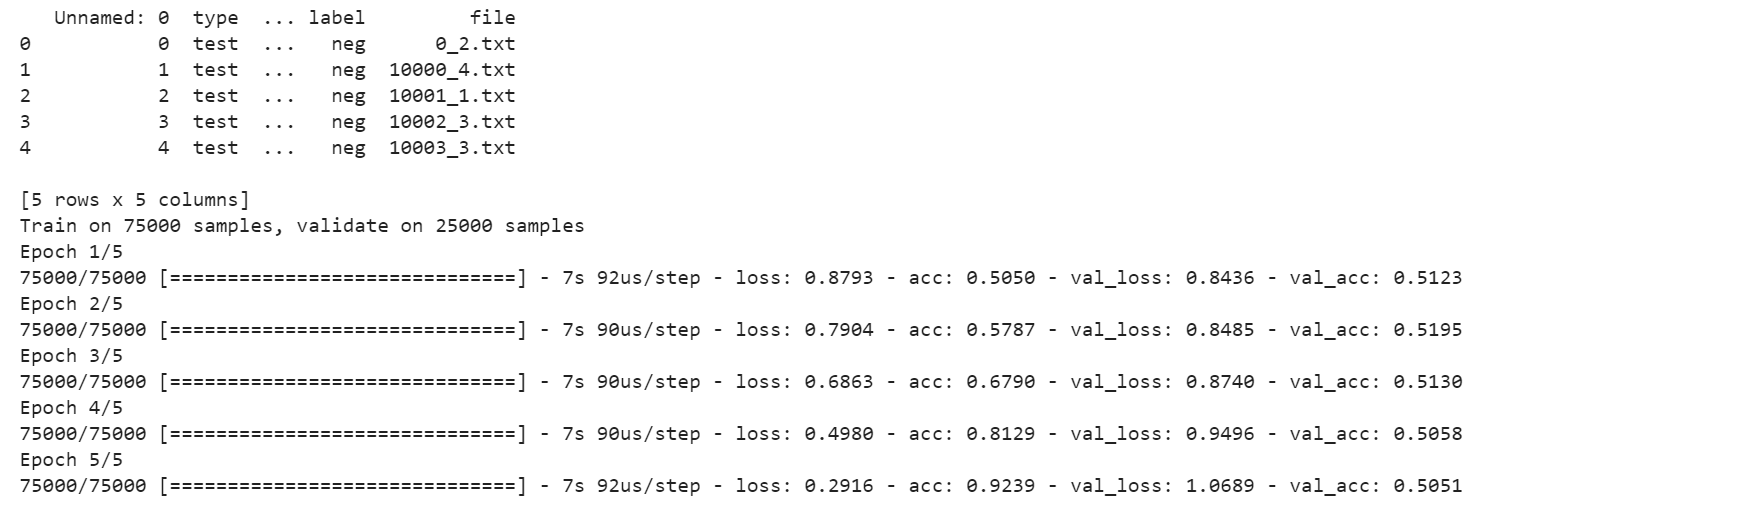 Unnamed: 0  type  ... label         file
0           0  test  ...   neg      0_2.txt
1           1  test  ...   neg  10000_4.txt
2           2  test  ...   neg  10001_1.txt
3           3  test  ...   neg  10002_3.txt
4           4  test  ...   neg  10003_3.txt

[5 rows x 5 columns]
Train on 75000 samples, validate on 25000 samples
Epoch 1/5
75000/75000 [==============================] - 7s 92us/step - loss: 0.8793 - acc: 0.5050 - val_loss: 0.8436 - val_acc: 0.5123
Epoch 2/5
75000/75000 [==============================] - 7s 90us/step - loss: 0.7904 - acc: 0.5787 - val_loss: 0.8485 - val_acc: 0.5195
Epoch 3/5
75000/75000 [==============================] - 7s 90us/step - loss: 0.6863 - acc: 0.6790 - val_loss: 0.8740 - val_acc: 0.5130
Epoch 4/5
75000/75000 [==============================] - 7s 90us/step - loss: 0.4980 - acc: 0.8129 - val_loss: 0.9496 - val_acc: 0.5058
Epoch 5/5
75000/75000 [==============================] - 7s 92us/step - loss: 0.2916 - acc: 0.9239 - val_loss: 1.0689 - val_acc: 0.5051